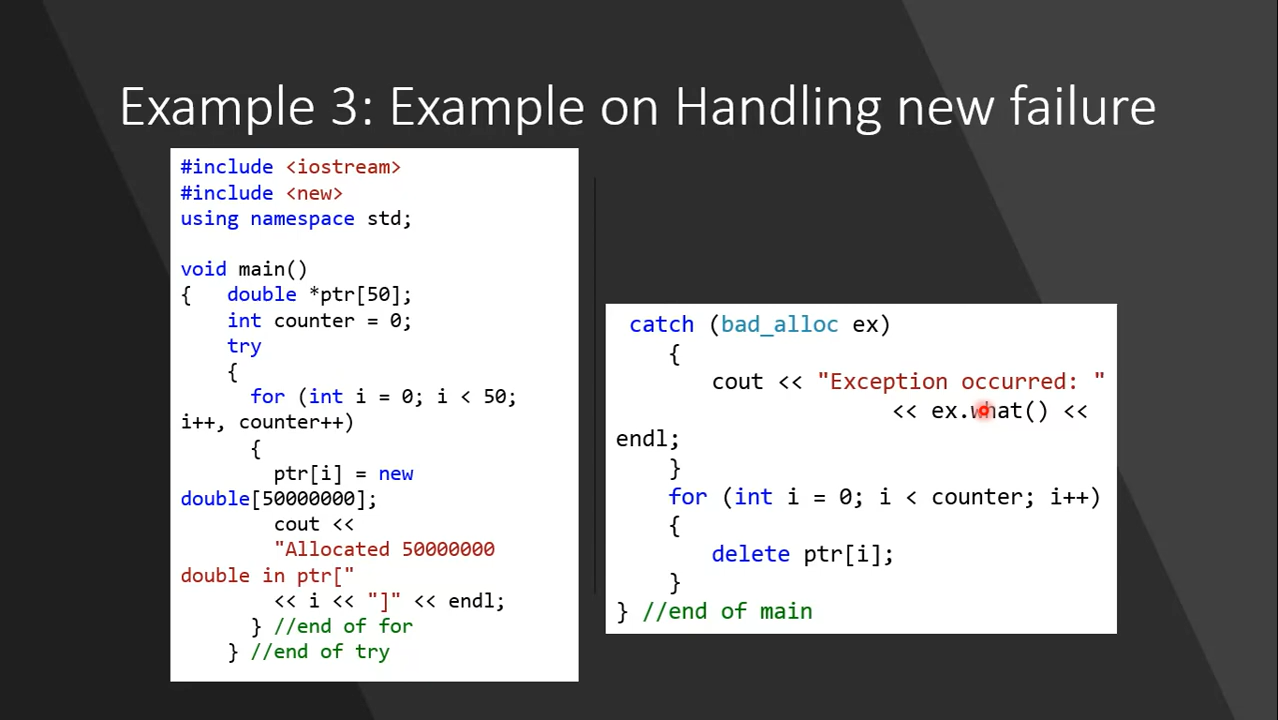 Example 3: Example on Handling new failure
#include <iostream>
#include <new>
using namespace std;
void main()
{ double *ptr[50];
int counter = 0;
try
{
for (int i = 0; i < 50;
i++, counter++)
{
ptr[i] = new
double[50000000];
cout <<
"Allocated 50000000
double in ptr["
<< i << "]" << endl;
} //end of for
} //end of try
catch (bad_alloc ex)
{
cout << "Exception occurred: "
<< ex.what() <<
endl;
}
for (int i = 0; i < counter; i++)
{
delete ptr[i];
}
} //end of main